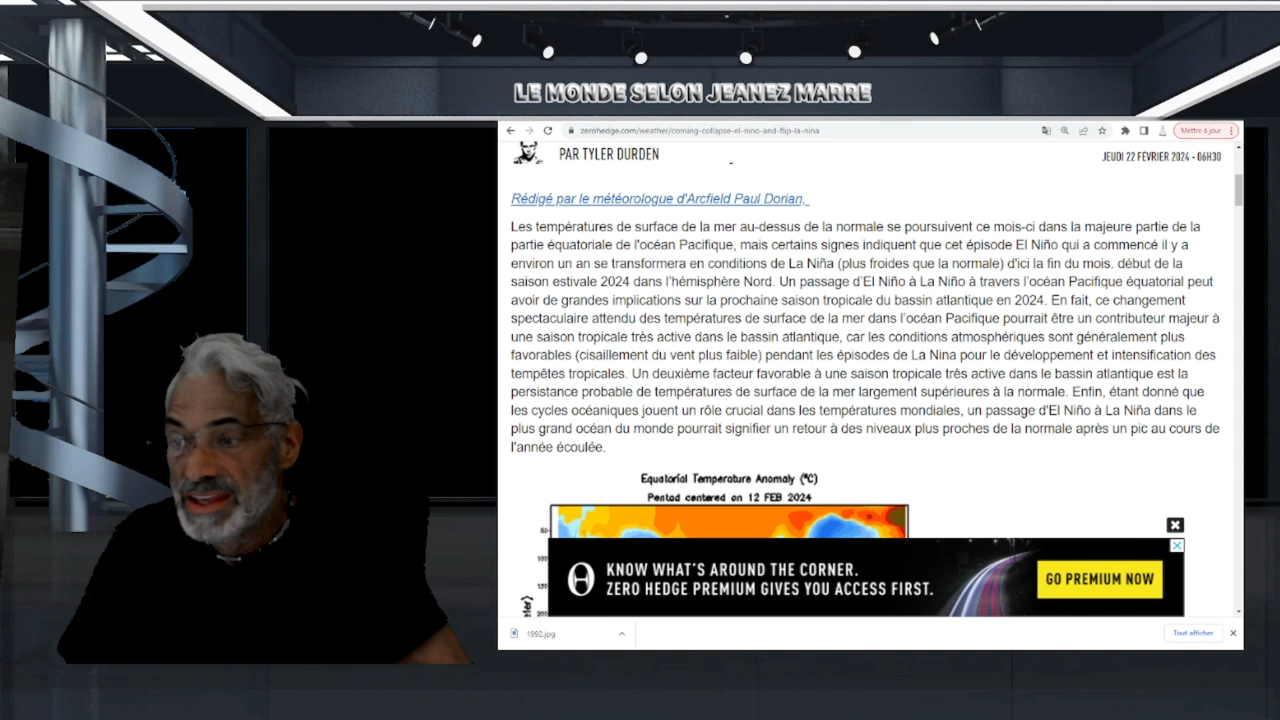 LE MONDE SELON JEANEZ MARRE
zerohedge.com/weather/coming-collapse-el-nino-and-flip-la-nina
Mettre à jour
PAR TYLER DURDEN
JEUDI 22 FÉVRIER 2024 - 06H30
Rédigé par le météorologue d'Arcfield Paul Dorian,
Les températures de surface de la mer au-dessus de la normale se poursuivent ce mois-ci dans la majeure partie de la
partie équatoriale de l'océan Pacifique, mais certains signes indiquent que cet épisode El Niño qui a commencé il y a
environ un an se transformera en conditions de La Niña (plus froides que la normale) d'ici la fin du mois. début de la
saison estivale 2024 dans l'hémisphère Nord. Un passage d'El Niño à La Niño à travers l'océan Pacifique équatorial peut
avoir de grandes implications sur la prochaine saison tropicale du bassin atlantique en 2024. En fait, ce changement
spectaculaire attendu des températures de surface de la mer dans l'océan Pacifique pourrait être un contributeur majeur à
une saison tropicale très active dans le bassin atlantique, car les conditions atmosphériques sont généralement plus
favorables (cisaillement du vent plus faible) pendant les épisodes de La Nina pour le développement et intensification des
tempêtes tropicales. Un deuxième facteur favorable à une saison tropicale très active dans le bassin atlantique est la
persistance probable de températures de surface de la mer largement supérieures à la normale. Enfin, étant donné que
les cycles océaniques jouent un rôle crucial dans les températures mondiales, un passage d'El Niño à La Niña dans le
plus grand océan du monde pourrait signifier un retour à des niveaux plus proches de la normale après un pic au cours de
l'année écoulée.
Equatorial Temperature Anomaly (°C)
Pentad centered on 12 FEB 2024
50
100
150
200
KNOW WHAT'S AROUND THE CORNER.
ZERO HEDGE PREMIUM GIVES YOU ACCESS FIRST.
GO PREMIUM NOW
1992.jpg
Tout afficher